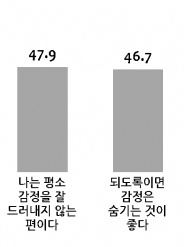 47.9
46.7
나는 평소
감정을 잘
드러내지 않는
편이다
되도록이면
감정은
숨기는 것이
좋다